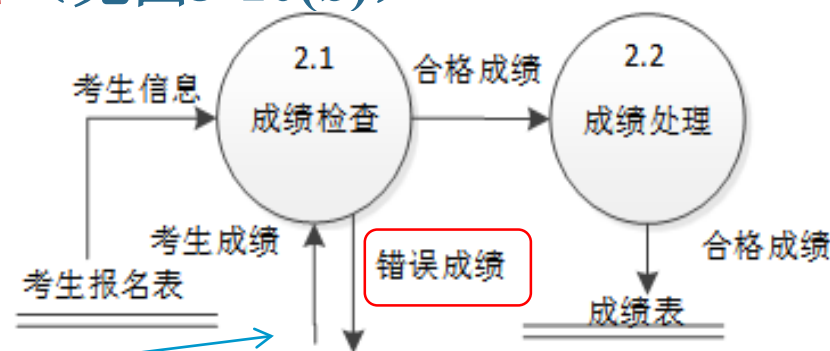 2.1
成绩检查
2.2
成绩处理
考生信息
合格成绩
考生成绩
错误成绩
合格成绩
考生报名表
成绩表